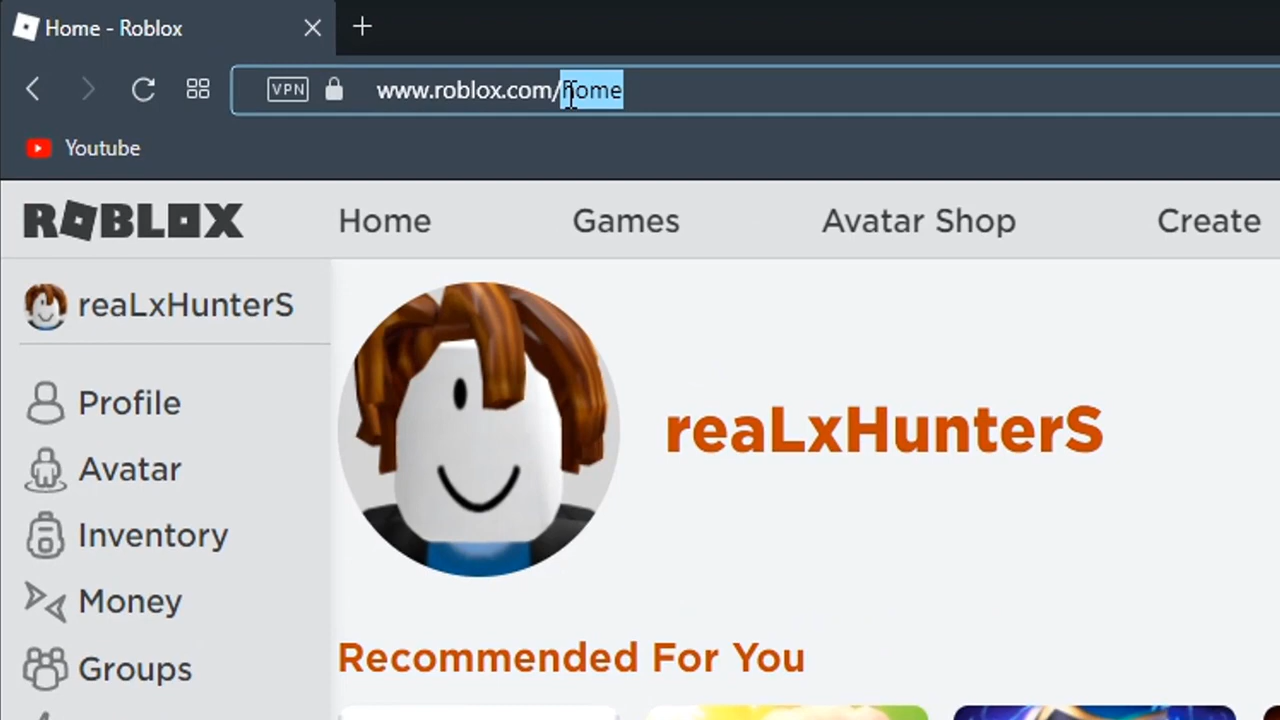 Home - Roblox
VPN www.roblox.com/home
Youtube
ROBLOX Home Games Avatar Shop Create
reaLxHunterS
Profile
Avatar
Inventory
Money
Groups
reaLxHunterS
Recommended For You